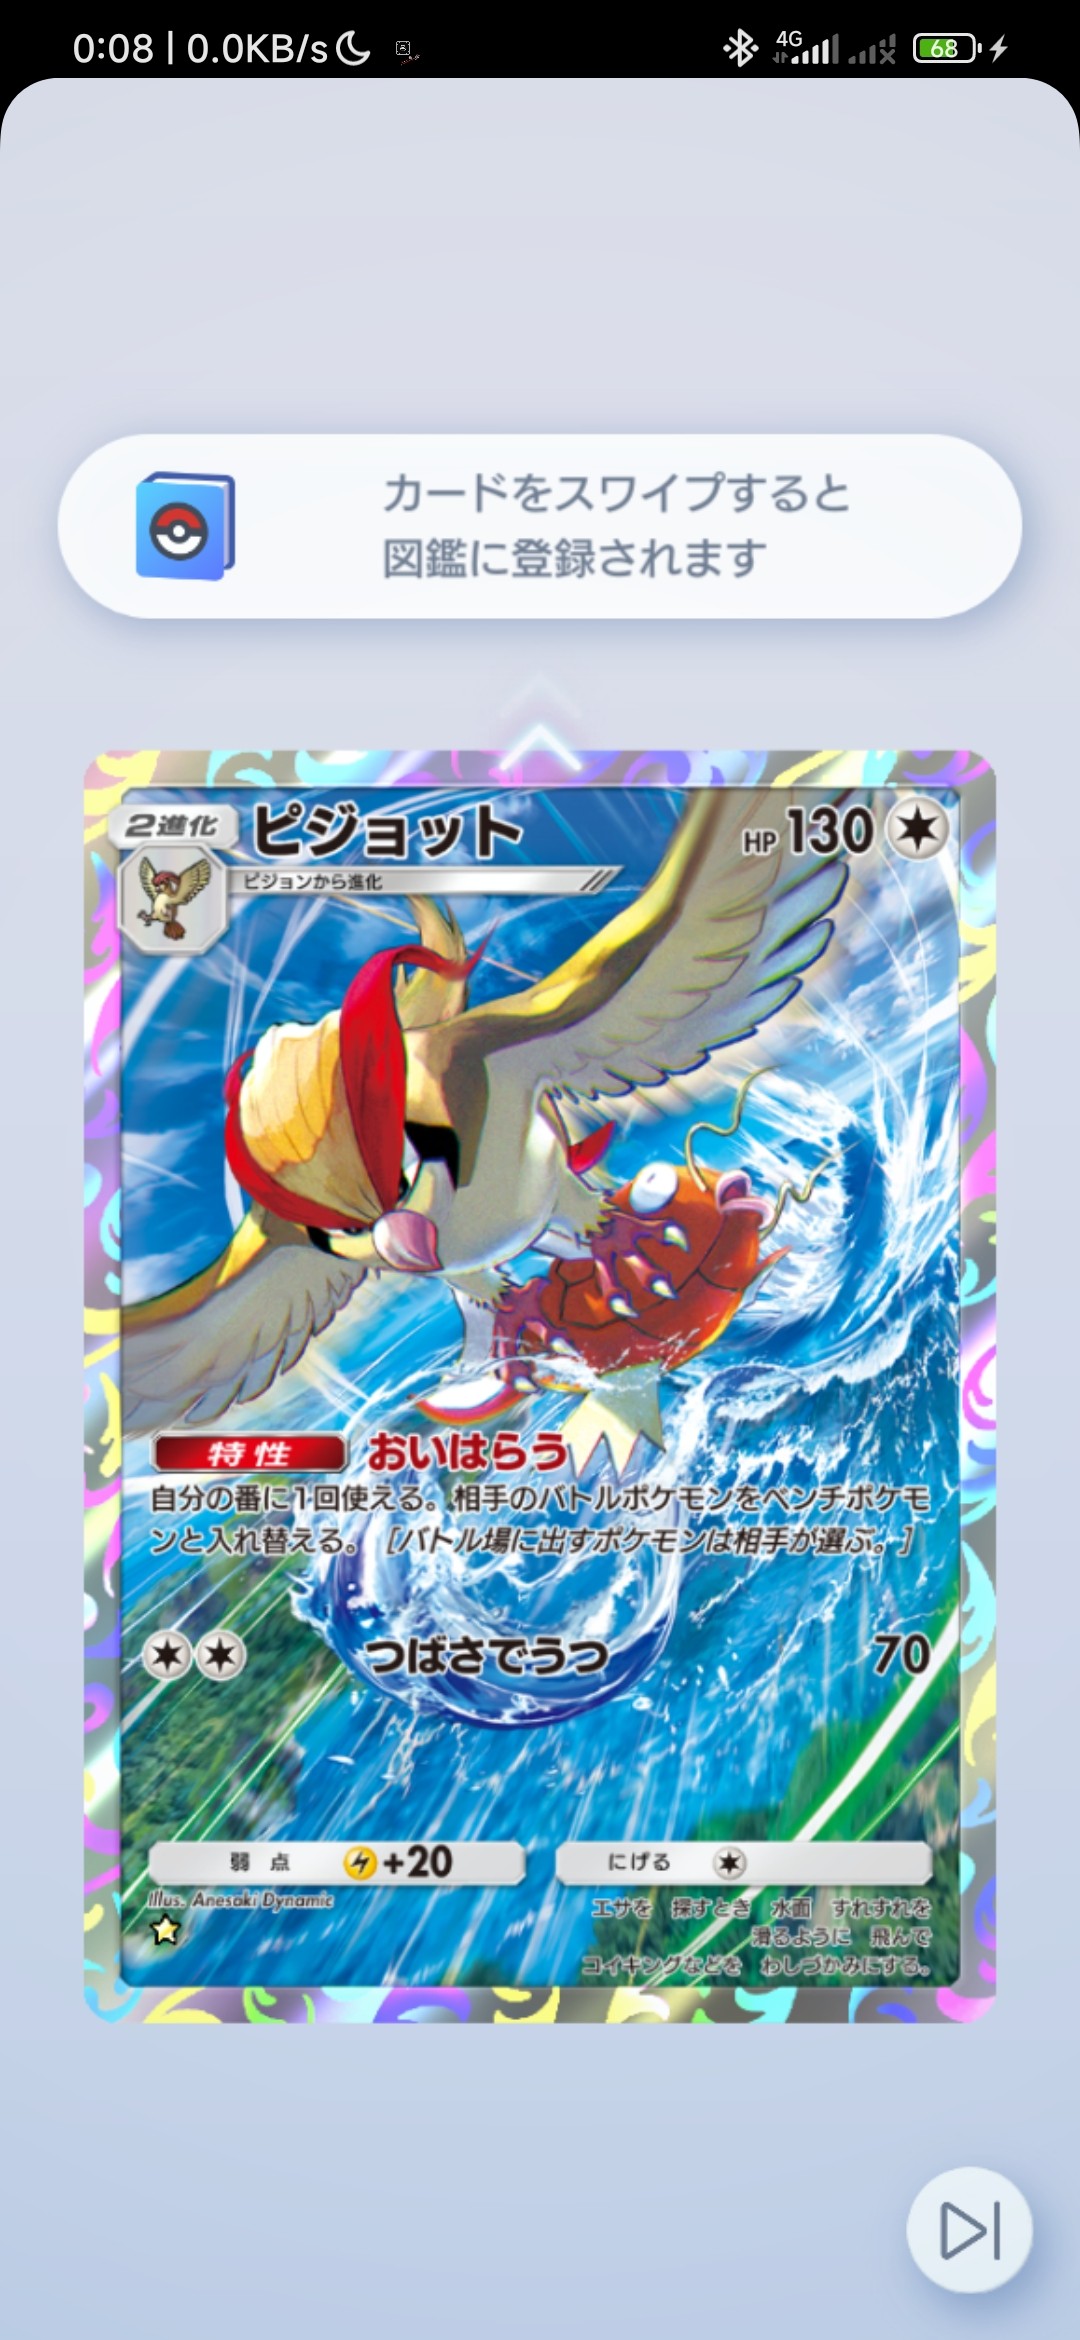 0:08 | 0.0KB/s
4G
68
カードをスワイプすると
図鑑に登録されます
2進化
ピジョット
HP 130
ピジョンから進化
特性 おいはらう
自分の番に1回使える。相手のバトルポケモンをベンチポケモ
ンと入れ替える。［バトル場に出すポケモンは相手が選ぶ。］
つばさでうつ 70
弱点 +20 にげる
Illus. Anesaki Dynamic
エサを 探すとき 水面 すれすれを
滑るように 飛んで
コイキングなどを わしづかみにする。